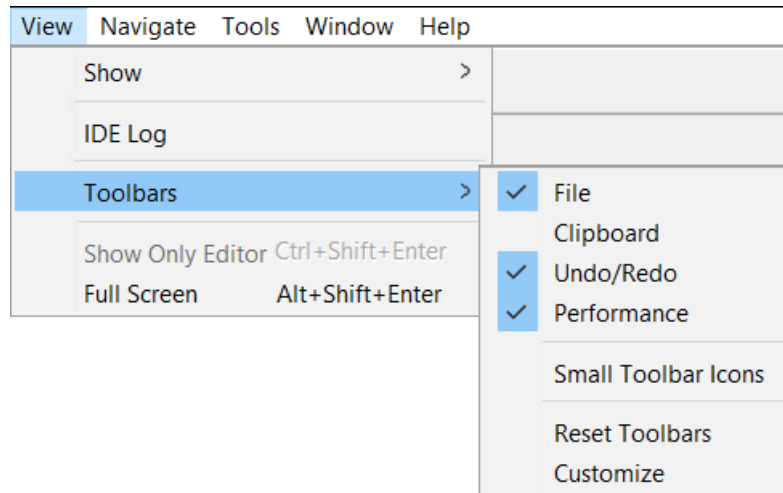 View Navigate Tools Window Help
Show
IDE Log
Toolbars
Show Only Editor Ctrl+Shift+Enter
Full Screen Alt+Shift+Enter
File
Clipboard
Undo/Redo
Performance
Small Toolbar Icons
Reset Toolbars
Customize